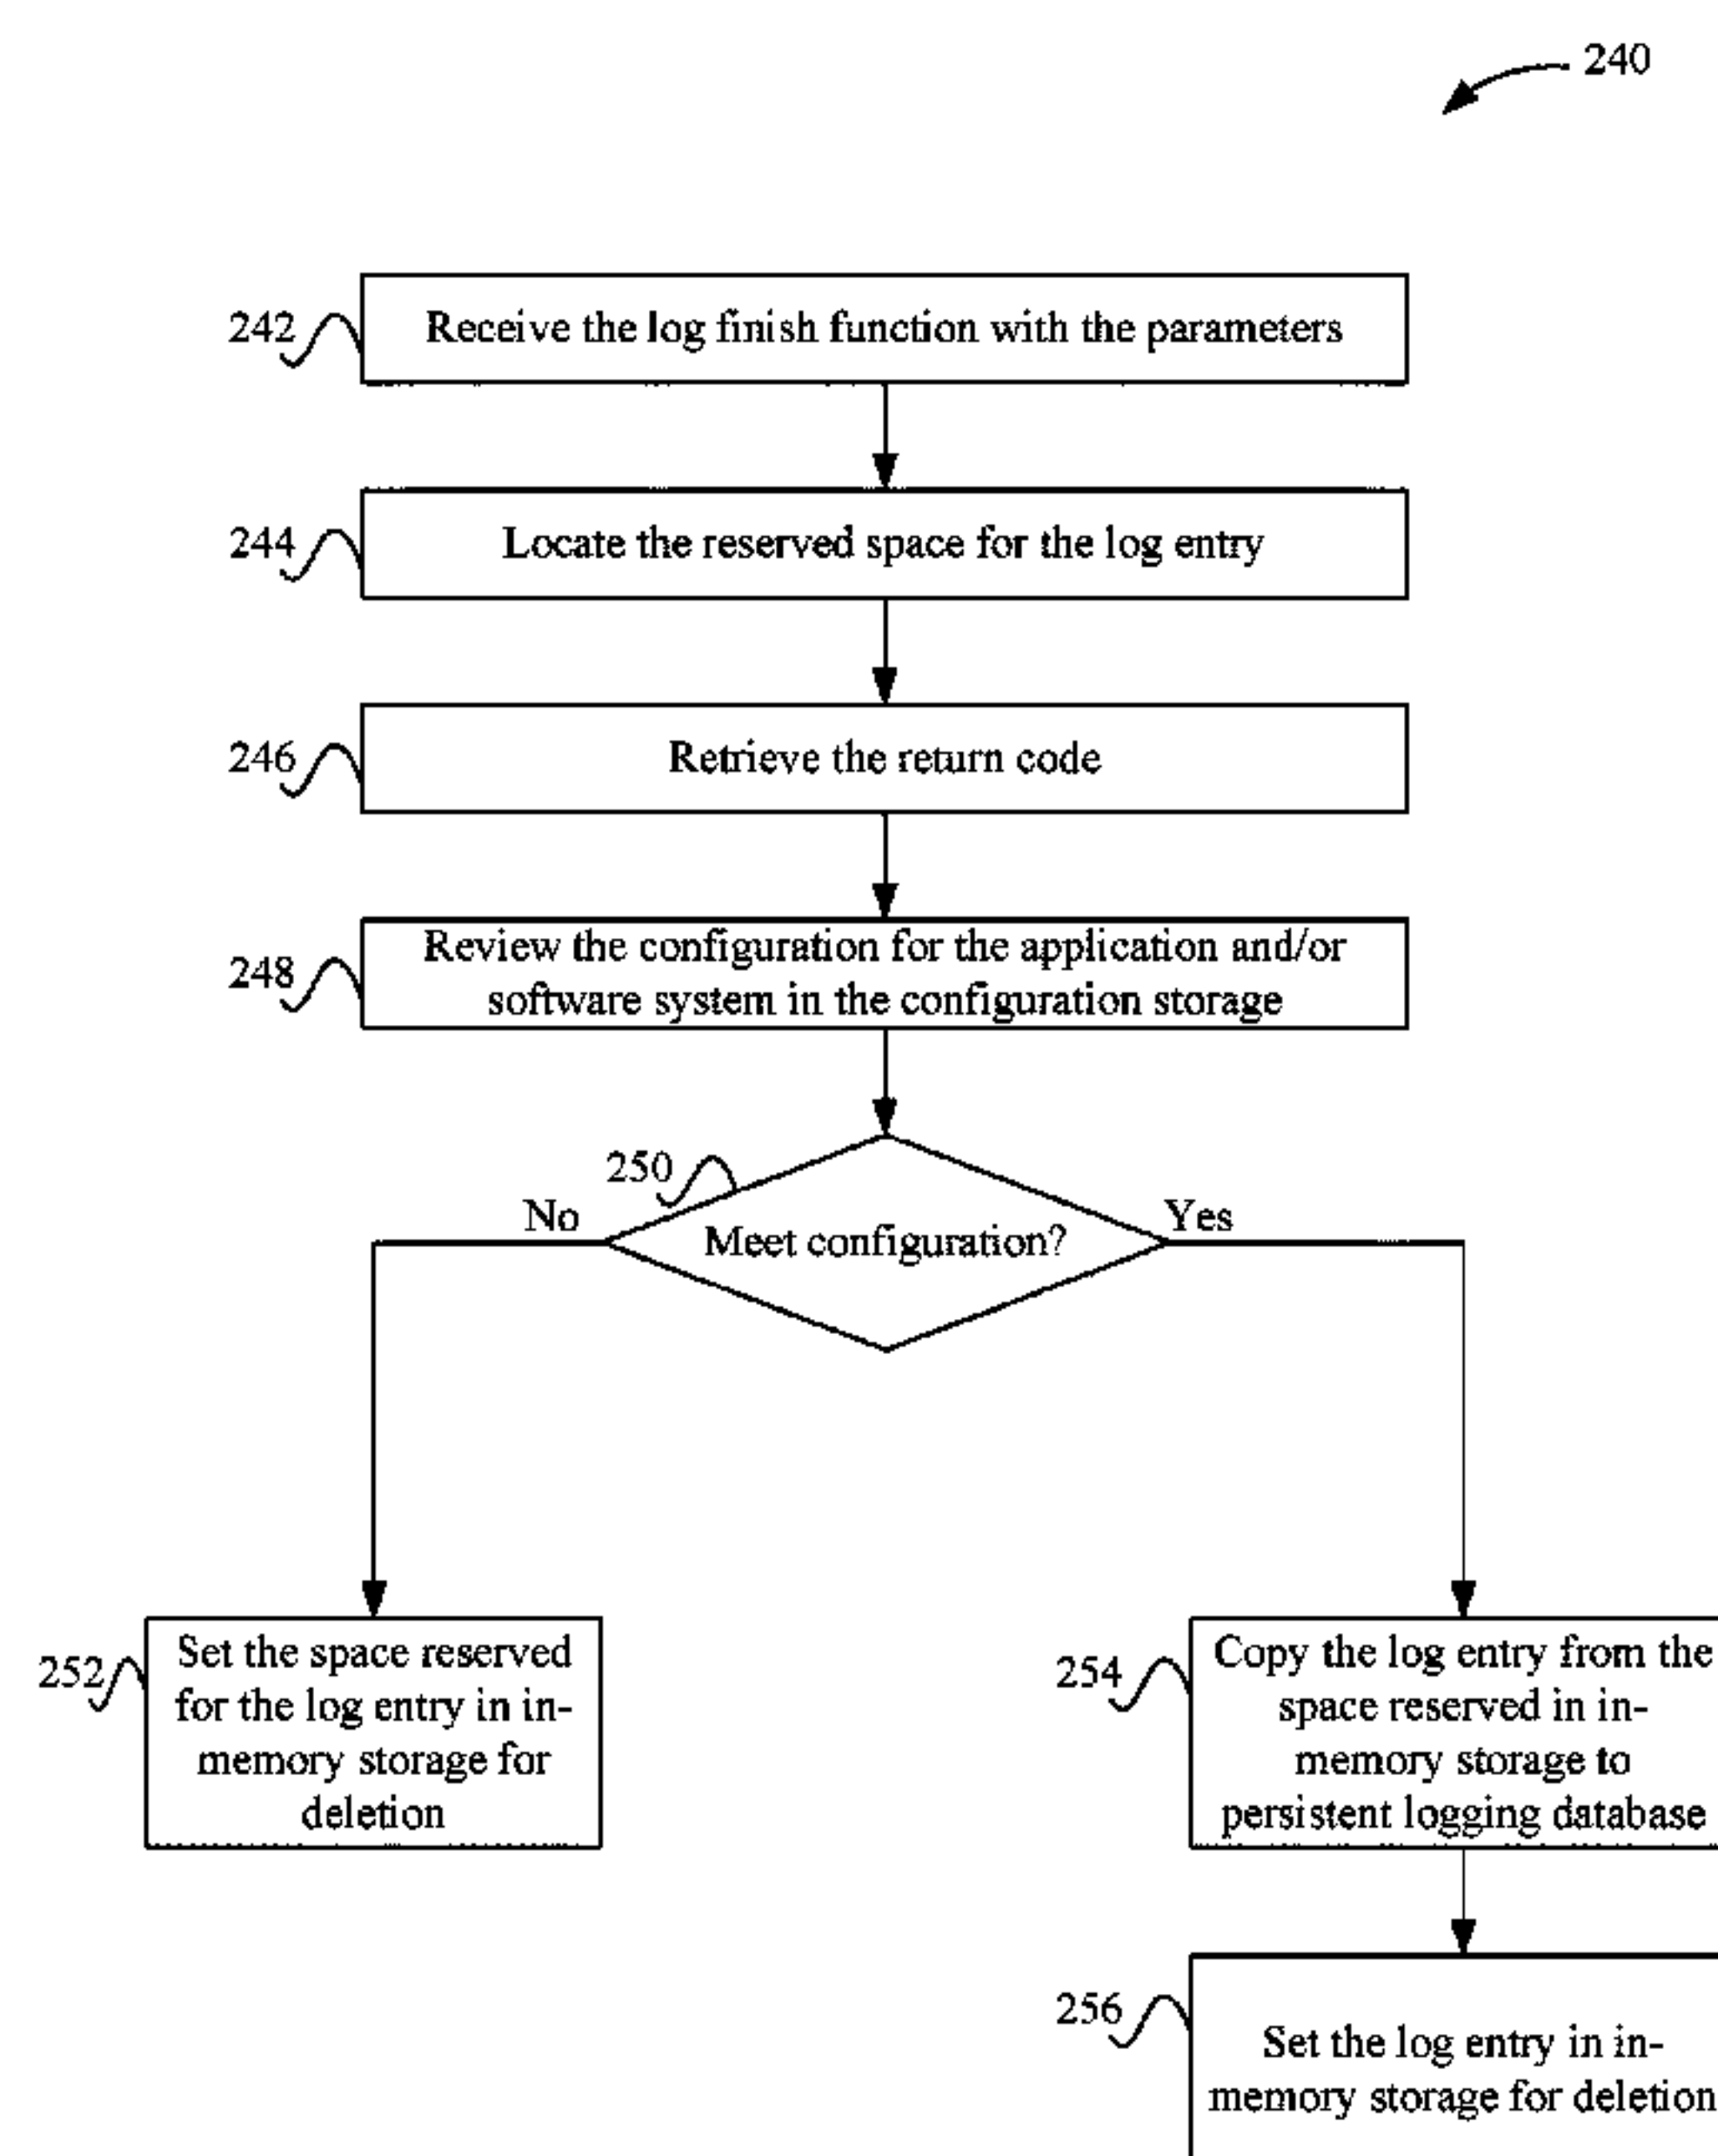 240
242
Receive the log finish function with the parameters
244
Locate the reserved space for the log entry
246
Retrieve the return code
248
Review the configuration for the application and/or
software system in the configuration storage
250
No
Meet configuration?
Yes
252
Set the space reserved
for the log entry in in-
memory storage for
deletion
254
Copy the log entry from the
space reserved in in-
memory storage to
persistent logging database
256
Set the log entry in in-
memory storage for deletion